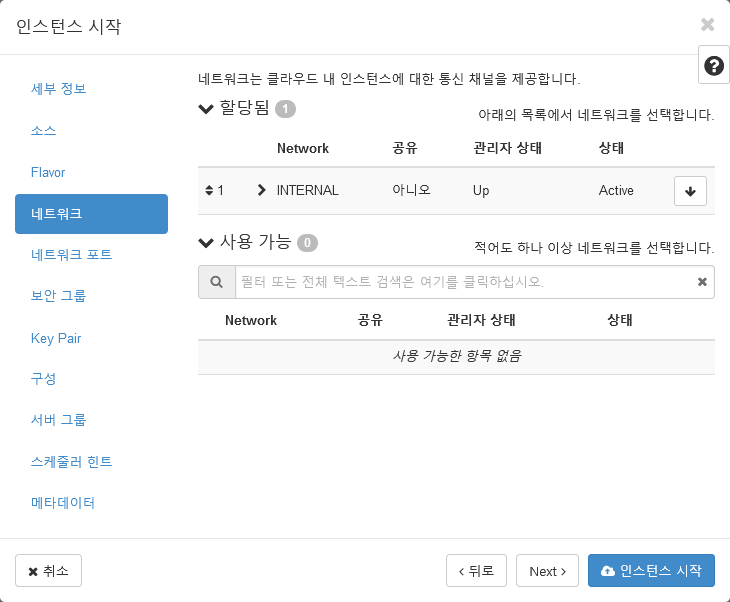 인스턴스 시작
세부 정보
소스
Flavor
네트워크
네트워크 포트
보안 그룹
Key Pair
구성
서버 그룹
스케줄러 힌트
메타데이터
네트워크는 클라우드 내 인스턴스에 대한 통신 채널을 제공합니다.
할당됨 1 아래의 목록에서 네트워크를 선택합니다.
Network 공유 관리자 상태 상태
1 INTERNAL 아니오 Up Active
사용 가능 0 적어도 하나 이상 네트워크를 선택합니다.
필터 또는 전체 텍스트 검색은 여기를 클릭하십시오.
Network 공유 관리자 상태 상태
사용 가능한 항목 없음
취소 뒤로 Next 인스턴스 시작